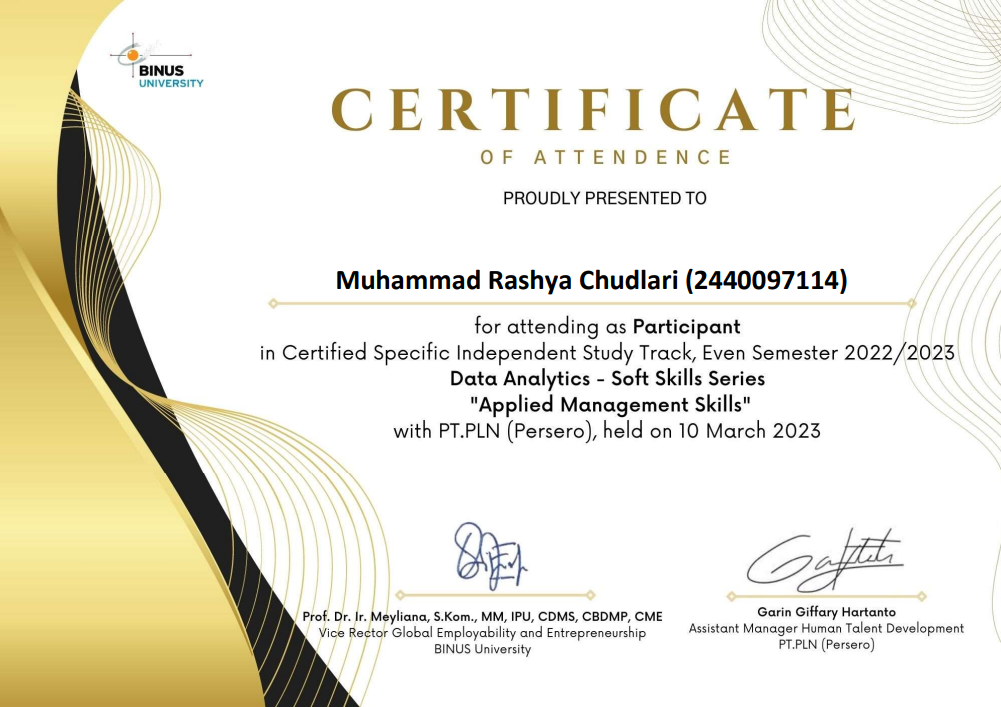 BINUS
UNIVERSITY
CERTIFICATE
OF ATTENDENCE
PROUDLY PRESENTED TO
Muhammad Rashya Chudlari (2440097114)
for attending as Participant
in Certified Specific Independent Study Track, Even Semester 2022/2023
Data Analytics - Soft Skills Series
"Applied Management Skills"
with PT.PLN (Persero), held on 10 March 2023
Prof. Dr. Ir. Meyliana, S.Kom., MM, IPU, CDMS, CBDMP, CME
Vice Rector Global Employability and Entrepreneurship
BINUS University
Garin Giffary Hartanto
Assistant Manager Human Talent Development
PT.PLN (Persero)